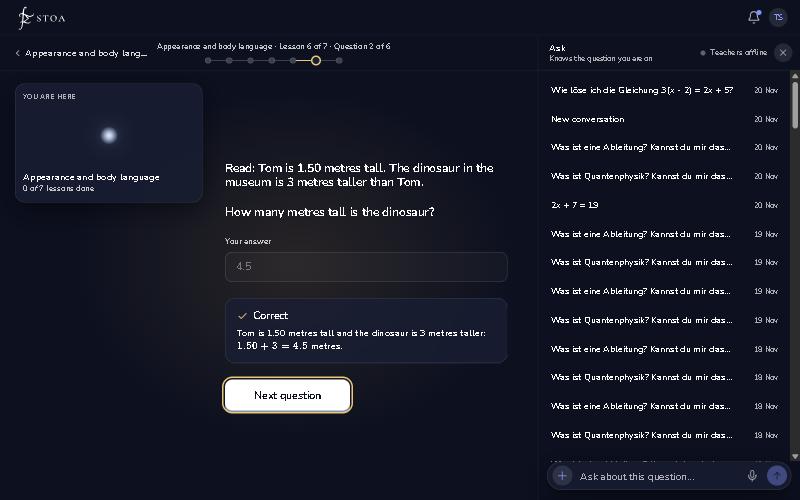 STOA
TS
Appearance and body lang...
Appearance and body language · Lesson 6 of 7 · Question 2 of 6
Ask
Knows the question you are on
Teachers offline
YOU ARE HERE
Appearance and body language
0 of 7 lessons done
Read: Tom is 1.50 metres tall. The dinosaur in the
museum is 3 metres taller than Tom.
How many metres tall is the dinosaur?
Your answer
4.5
Correct
Tom is 1.50 metres tall and the dinosaur is 3 metres taller:
1.50 + 3 = 4.5 metres.
Next question
Wie löse ich die Gleichung 3(x - 2) = 2x + 5? 20 Nov
New conversation 20 Nov
Was ist eine Ableitung? Kannst du mir das... 20 Nov
Was ist Quantenphysik? Kannst du mir das... 20 Nov
2x + 7 = 19 20 Nov
Was ist eine Ableitung? Kannst du mir das... 19 Nov
Was ist Quantenphysik? Kannst du mir das... 19 Nov
Was ist eine Ableitung? Kannst du mir das... 19 Nov
Was ist Quantenphysik? Kannst du mir das... 19 Nov
Was ist eine Ableitung? Kannst du mir das... 19 Nov
Was ist Quantenphysik? Kannst du mir das... 19 Nov
Was ist eine Ableitung? Kannst du mir das... 19 Nov
Was ist Quantenphysik? Kannst du mir das... 19 Nov
Ask about this question...